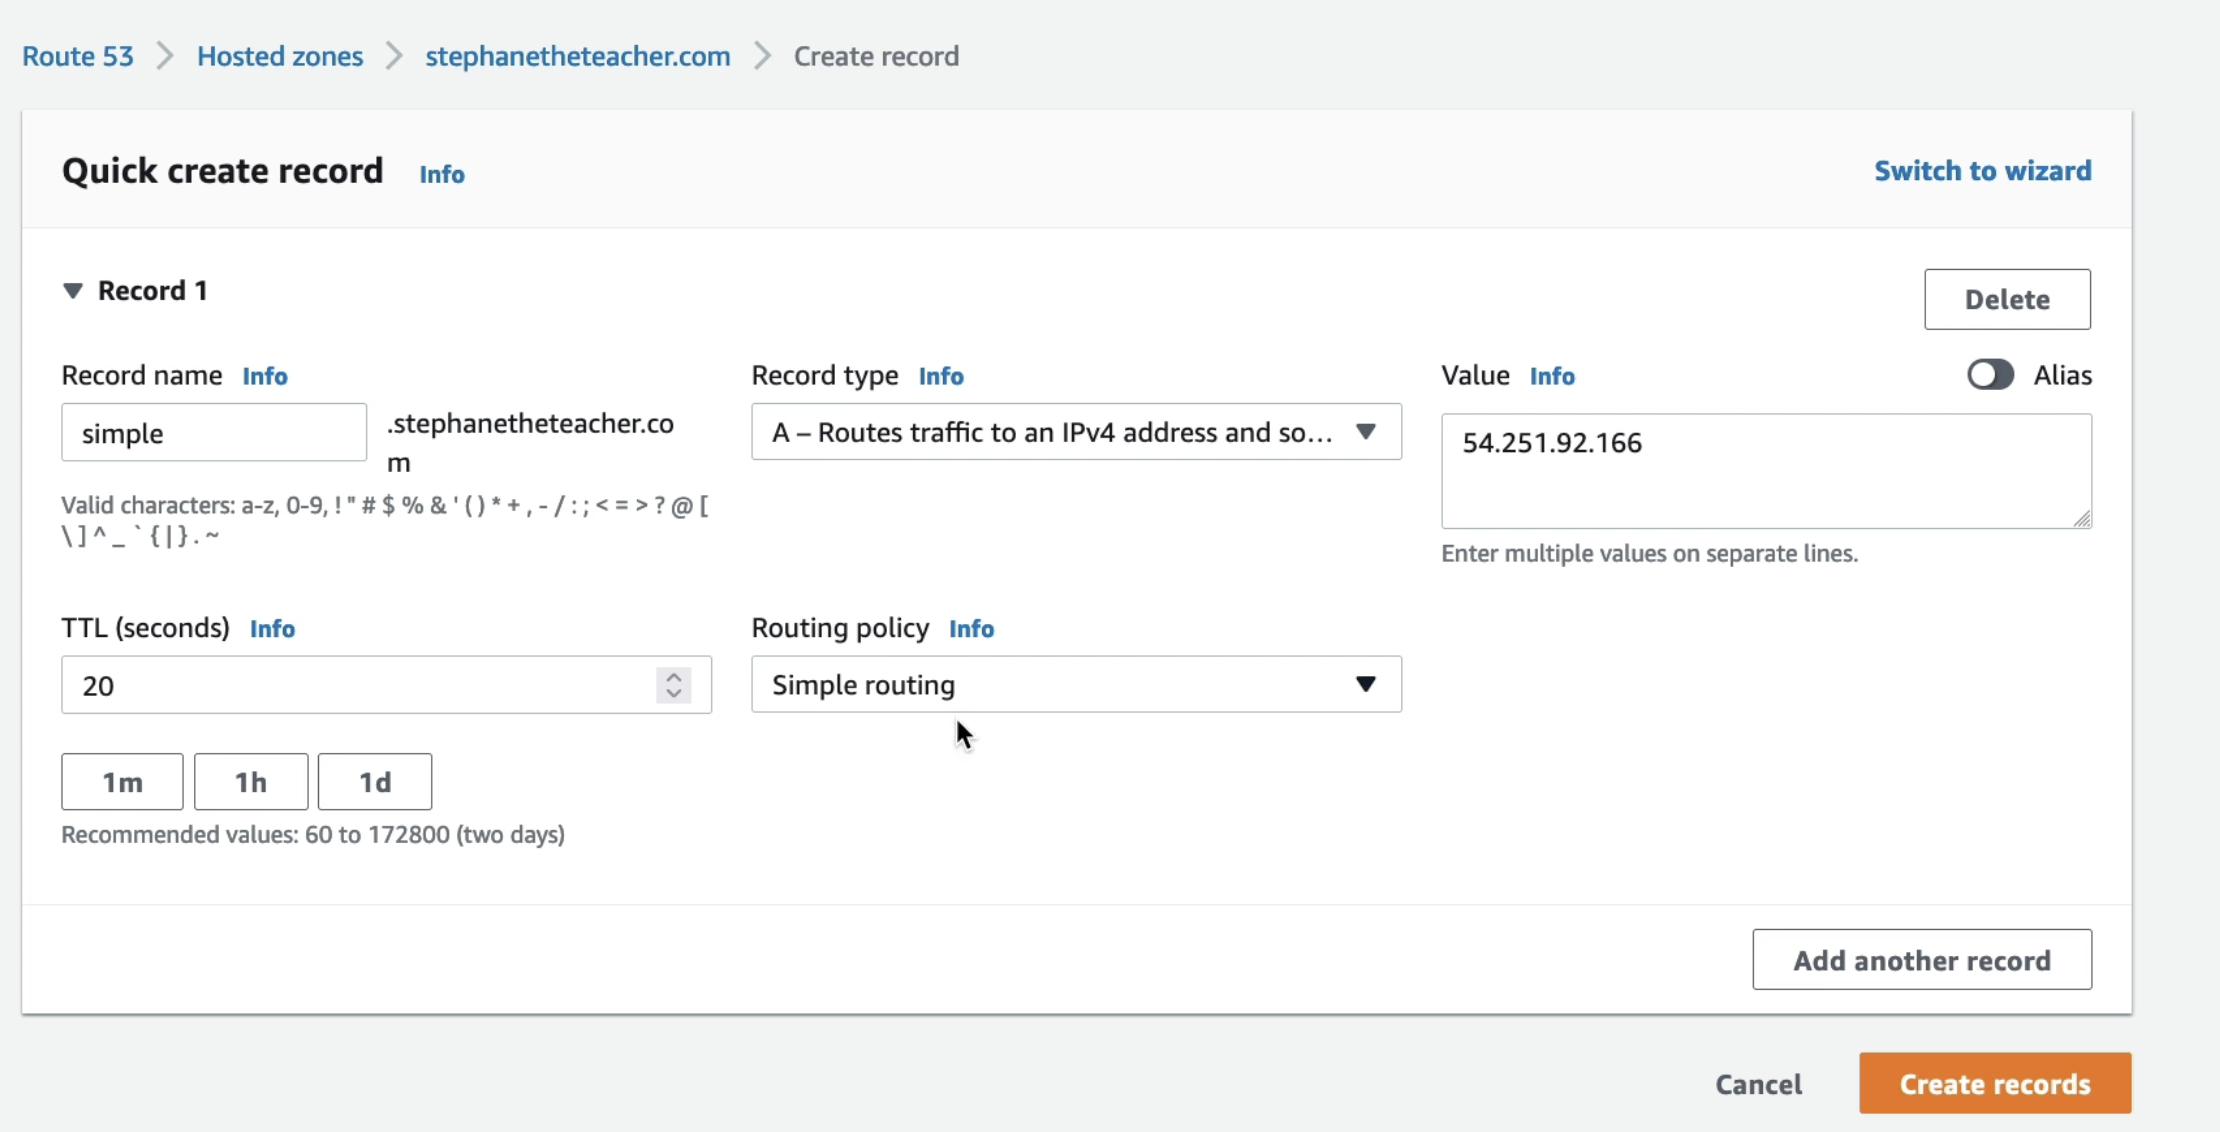 Route 53 > Hosted zones > stephanetheteacher.com > Create record
Quick create record Info
Switch to wizard
▼ Record 1
Delete
Record name Info
simple
.stephanetheteacher.co
m
Valid characters: a-z, 0-9, ! " # $ % & ' ( ) * + , - / : ; < = > ? @ [
\ ] ^ _ ` { | } . ~
Record type Info
A – Routes traffic to an IPv4 address and so...
Value Info
Alias
54.251.92.166
Enter multiple values on separate lines.
TTL (seconds) Info
20
1m 1h 1d
Recommended values: 60 to 172800 (two days)
Routing policy Info
Simple routing
Add another record
Cancel
Create records